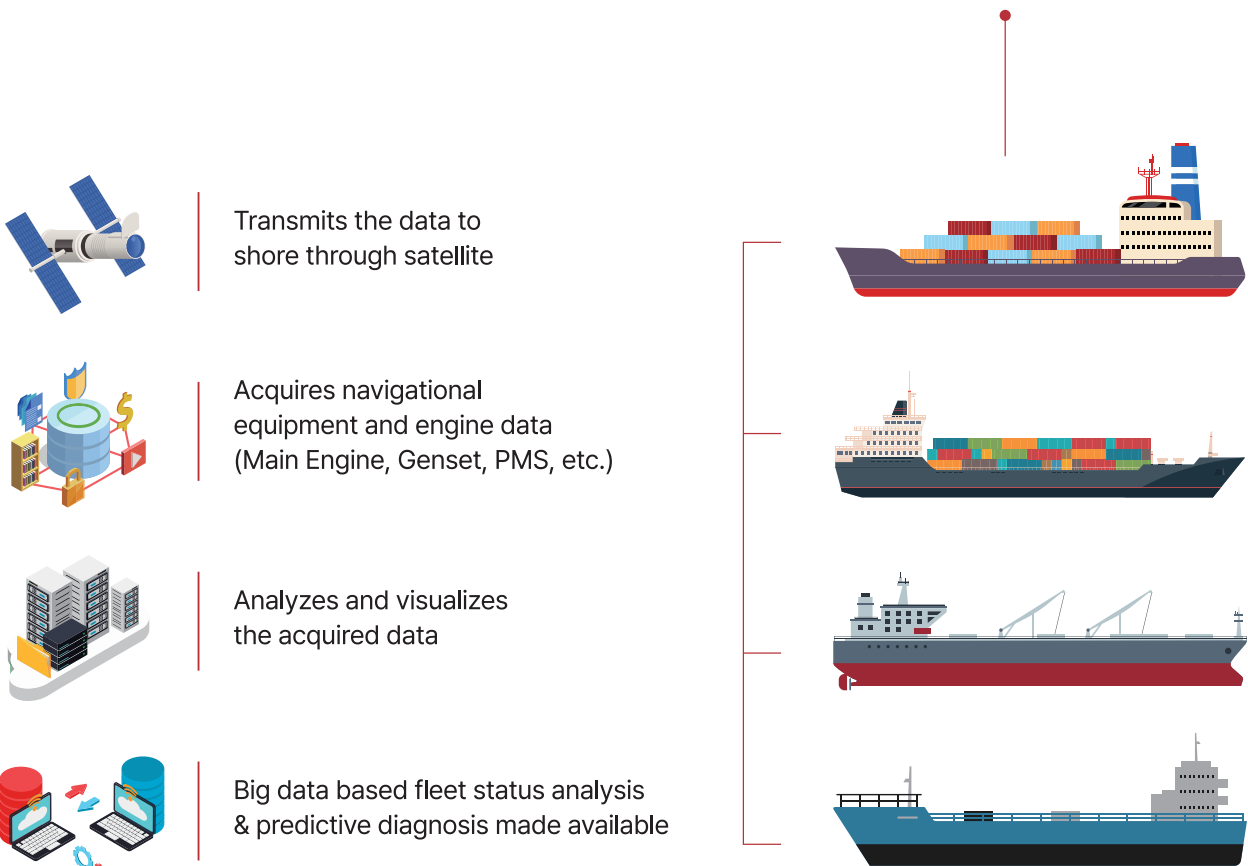 Transmits the data to
shore through satellite
Acquires navigational
equipment and engine data
(Main Engine, Genset, PMS, etc.)
Analyzes and visualizes
the acquired data
Big data based fleet status analysis
& predictive diagnosis made available